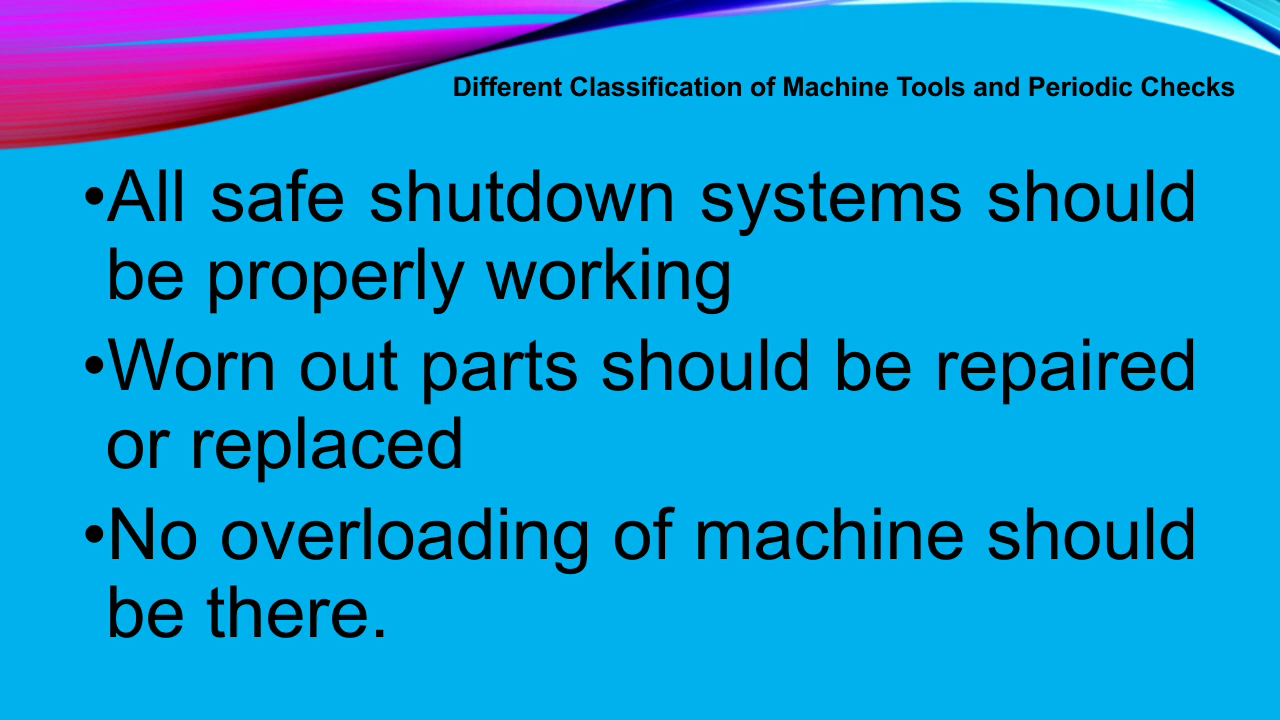 Different Classification of Machine Tools and Periodic Checks
•All safe shutdown systems should
be properly working
•Worn out parts should be repaired
or replaced
•No overloading of machine should
be there.